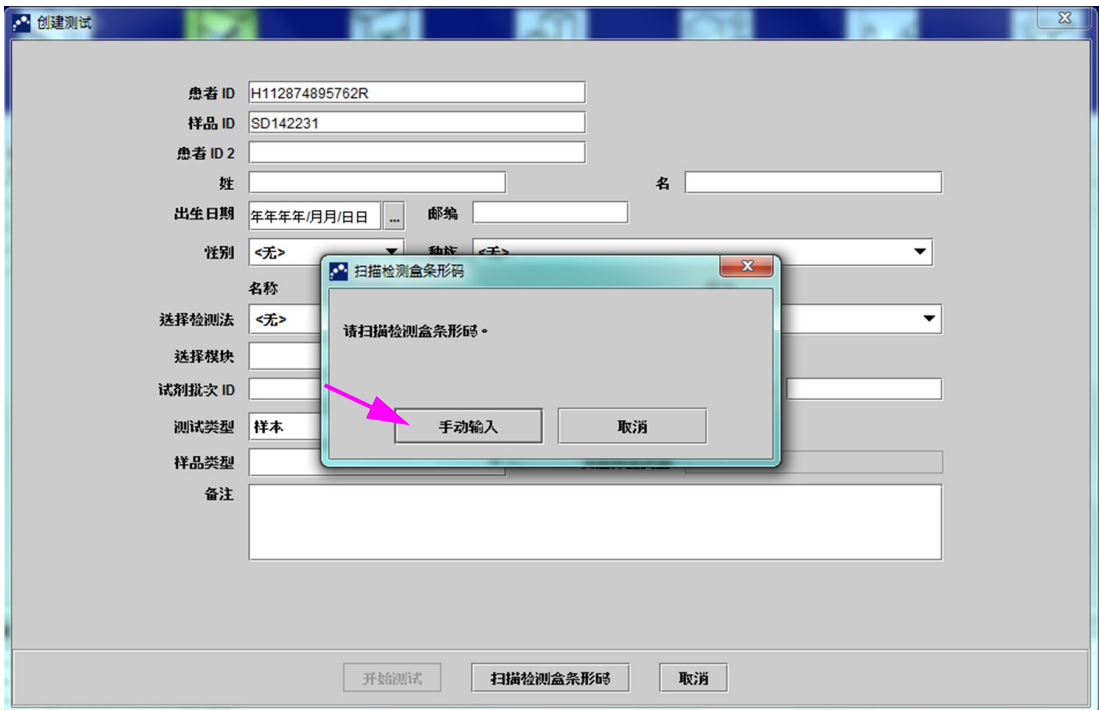 创建测试
患者 ID H112874895762R
样品 ID SD142231
患者 ID 2
姓 名
出生日期 年年年年/月月/日日 ... 邮编
性别 <无> 种族 <无>
名称
选择检测法 <无>
选择模块
试剂批次 ID
测试类型 样本
样品类型
备注
扫描检测盒条形码
请扫描检测盒条形码。
手动输入 取消
开始测试 扫描检测盒条形码 取消